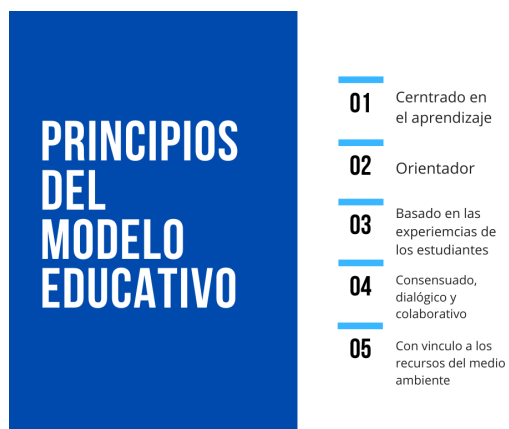 PRINCIPIOS
DEL
MODELO
EDUCATIVO
01
Cerntrado en
el aprendizaje
02
Orientador
03
Basado en las
experiemcias de
los estudiantes
04
Consensuado,
dialógico y
colaborativo
05
Con vinculo a los
recursos del medio
ambiente